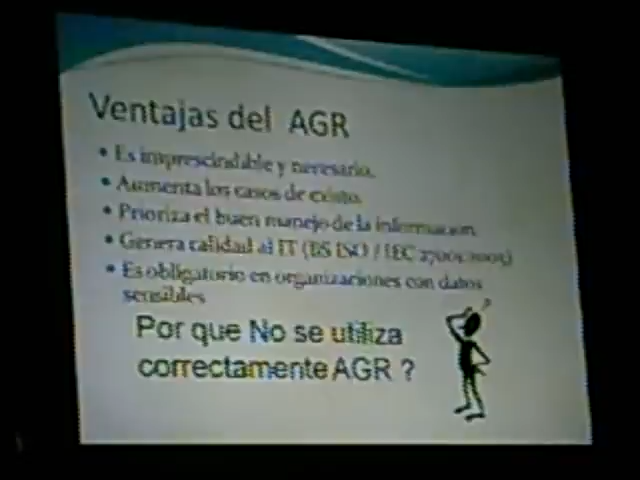 Ventajas del AGR
• Es imprescindible y necesario.
• Aumenta los casos de éxito.
• Prioriza el buen manejo de la informacion
• Genera calidad al IT (BS ISO / IEC 27001:2005)
• Es obligatorio en organizaciones con datos
sensibles
Por que No se utiliza
correctamente AGR ?